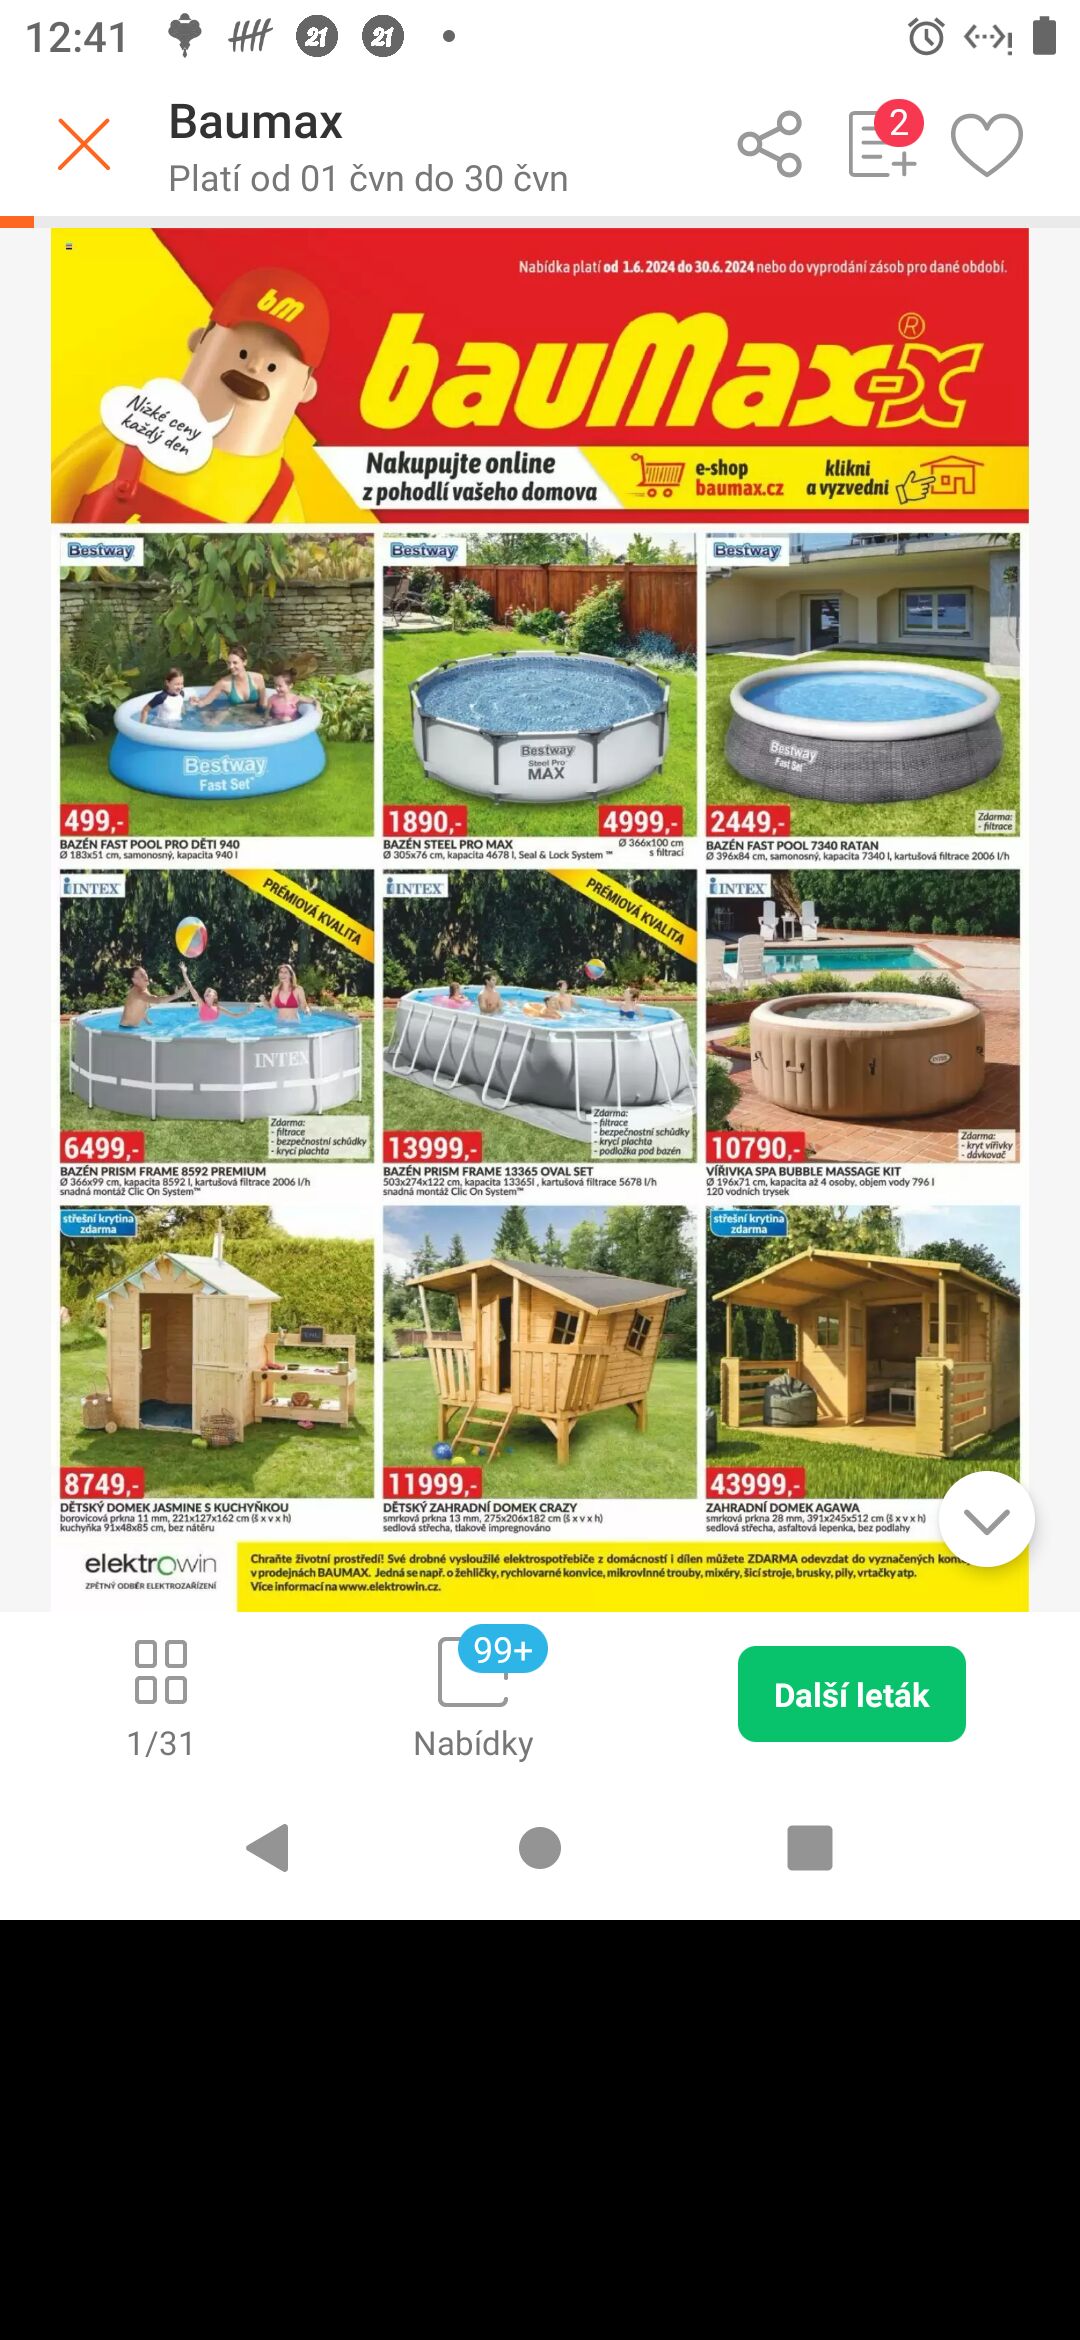 12:41
21
21
Baumax
2
Platí od 01 čvn do 30 čvn
Nabídka platí od 1.6. 2024 do 30.6. 2024 nebo do vyprodání zásob pro dané období.
bm
bauMax-x®
Nízké ceny
každý den
Nakupujte online
z pohodlí vašeho domova
e-shop
baumax.cz
klikni
a vyzvedni
Bestway
Bestway
Fast Set
499,-
BAZÉN FAST POOL PRO DĚTI 940
Ø 183x51 cm, samonosný, kapacita 940 l
Bestway
Bestway
Steel Pro
MAX
1890,-
4999,-
BAZÉN STEEL PRO MAX
Ø 305x76 cm, kapacita 4678 l, Seal & Lock System ™
Ø 366x100 cm
s filtrací
Bestway
Bestway
Fast Set
2449,-
Zdarma:
- filtrace
BAZÉN FAST POOL 7340 RATAN
Ø 396x84 cm, samonosný, kapacita 7340 l, kartušová filtrace 2006 l/h
INTEX
PRÉMIOVÁ KVALITA
INTEX
6499,-
Zdarma:
- filtrace
- bezpečnostní schůdky
- krycí plachta
BAZÉN PRISM FRAME 8592 PREMIUM
Ø 366x99 cm, kapacita 8592 l, kartušová filtrace 2006 l/h
snadná montáž Clic On System™
INTEX
PRÉMIOVÁ KVALITA
13999,-
Zdarma:
- filtrace
- bezpečnostní schůdky
- krycí plachta
- podložka pod bazén
BAZÉN PRISM FRAME 13365 OVAL SET
503x274x122 cm, kapacita 13365l , kartušová filtrace 5678 l/h
snadná montáž Clic On System™
INTEX
INTEX
10790,-
Zdarma:
- kryt vířivky
- dávkovač
VÍŘIVKA SPA BUBBLE MASSAGE KIT
Ø 196x71 cm, kapacita až 4 osoby, objem vody 796 l
120 vodních trysek
střešní krytina
zdarma
8749,-
DĚTSKÝ DOMEK JASMINE S KUCHYŇKOU
borovicová prkna 11 mm, 221x127x162 cm (š x v x h)
kuchyňka 91x48x85 cm, bez nátěru
11999,-
DĚTSKÝ ZAHRADNÍ DOMEK CRAZY
smrková prkna 13 mm, 275x206x182 cm (š x v x h)
sedlová střecha, tlakově impregnováno
střešní krytina
zdarma
43999,-
ZAHRADNÍ DOMEK AGAWA
smrková prkna 28 mm, 391x245x512 cm (š x v x h)
sedlová střecha, asfaltová lepenka, bez podlahy
elektrowin
ZPĚTNÝ ODBĚR ELEKTROZAŘÍZENÍ
Chraňte životní prostředí! Své drobné vysloužilé elektrospotřebiče z domácností i dílen můžete ZDARMA odevzdat do vyznačených
v prodejnách BAUMAX. Jedná se např. o žehličky, rychlovarné konvice, mikrovlnné trouby, mixéry, šicí stroje, brusky, pily, vrtačky atp.
Více informací na www.elektrowin.cz.
1/31
99+
Nabídky
Další leták